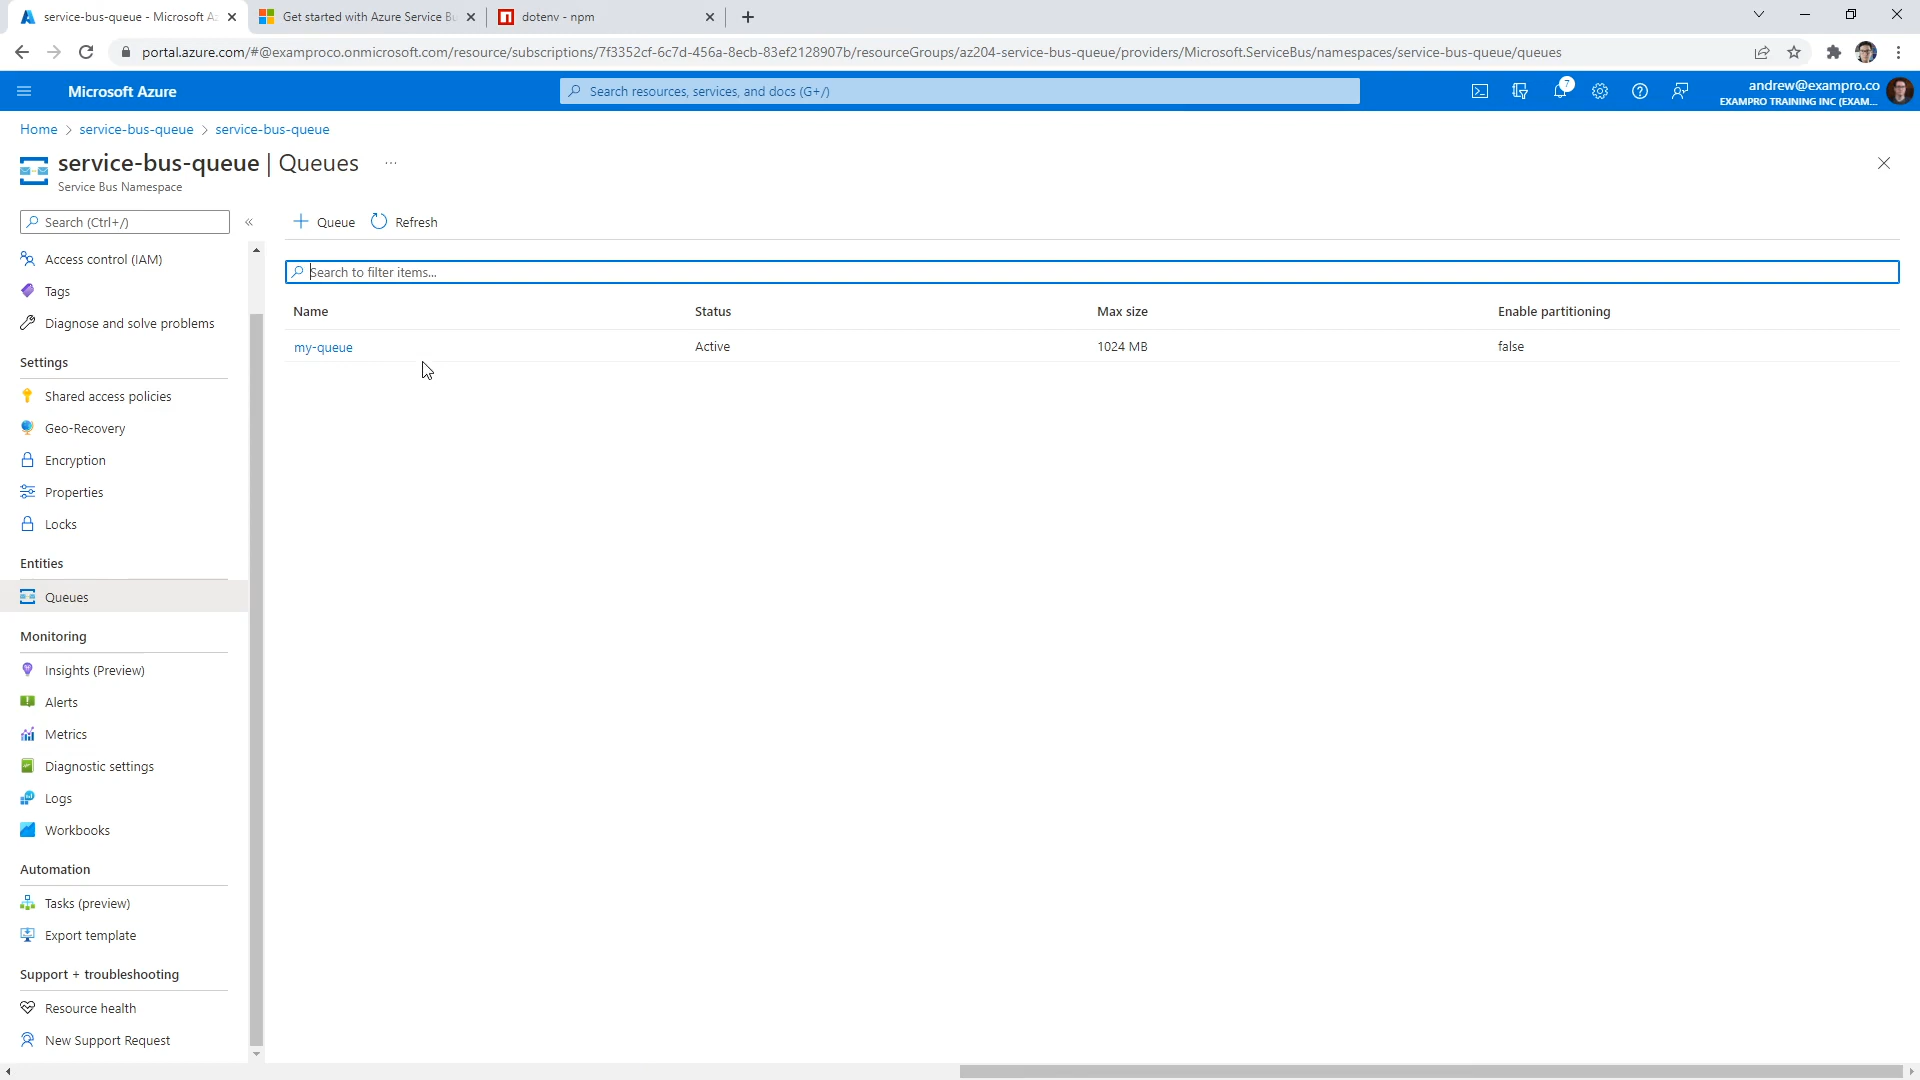 service-bus-queue - Microsoft Az
Get started with Azure Service Bu
dotenv - npm
portal.azure.com/#@exampproco.onmicrosoft.com/resource/subscriptions/7f3352cf-6c7d-456a-8ecb-83ef2128907b/resourceGroups/az204-service-bus-queue/providers/Microsoft.ServiceBus/namespaces/service-bus-queue/queues
Microsoft Azure
Search resources, services, and docs (G+/)
7
andrew@exampro.co
EXAMPRO TRAINING INC (EXAM...
Home > service-bus-queue > service-bus-queue
service-bus-queue | Queues ...
Service Bus Namespace
Search (Ctrl+/)
«
Queue
Refresh
Access control (IAM)
Tags
Diagnose and solve problems
Settings
Shared access policies
Geo-Recovery
Encryption
Properties
Locks
Entities
Queues
Monitoring
Insights (Preview)
Alerts
Metrics
Diagnostic settings
Logs
Workbooks
Automation
Tasks (preview)
Export template
Support + troubleshooting
Resource health
New Support Request
Search to filter items...
Name Status Max size Enable partitioning
my-queue Active 1024 MB false